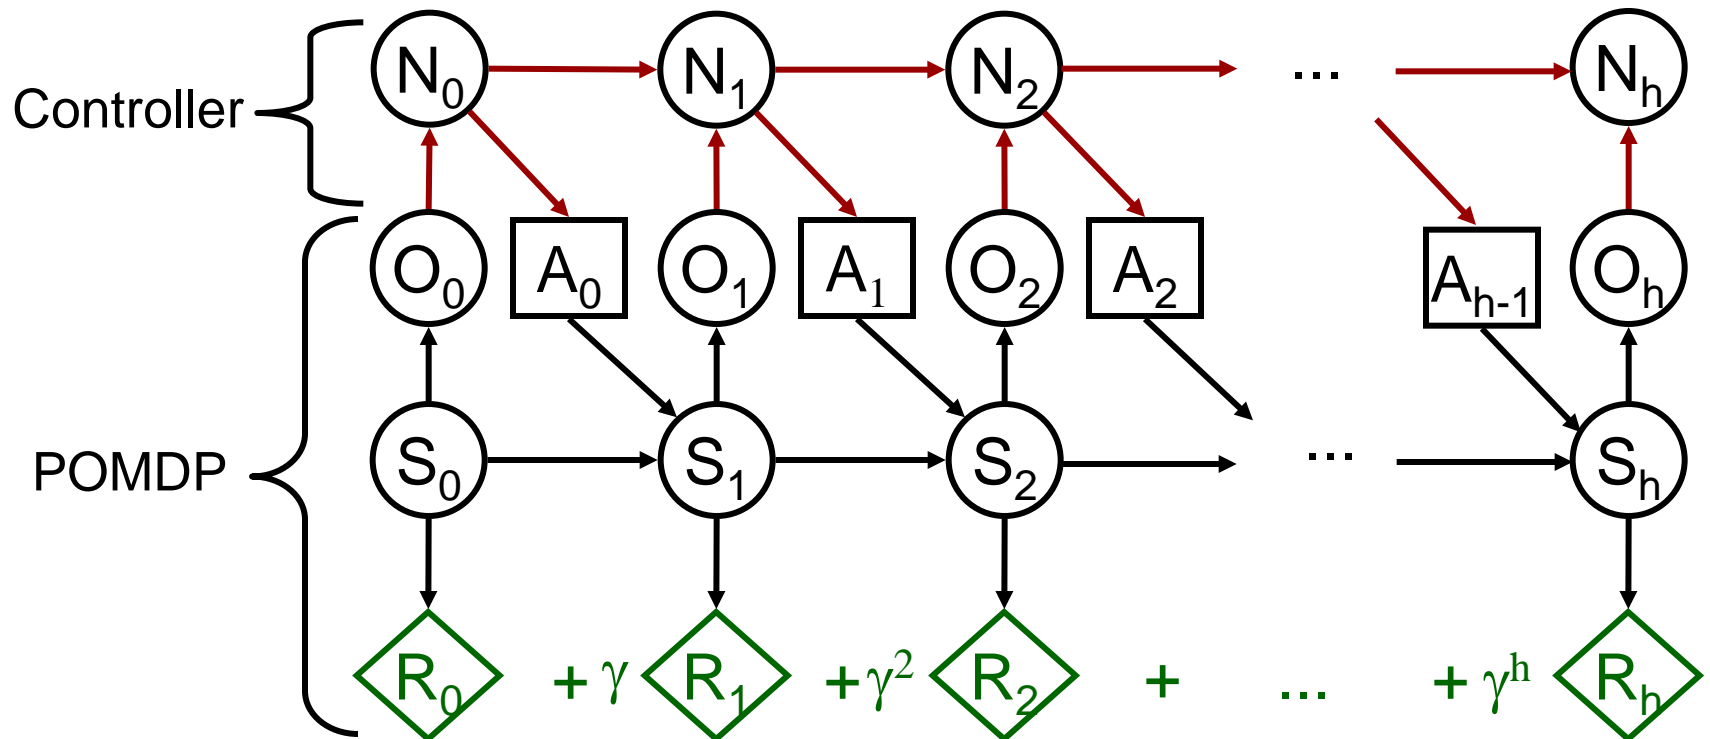 N₀ N₁ N₂ ... Nₕ
Controller
O₀ A₀ O₁ A₁ O₂ A₂ Aₕ₋₁ Oₕ
POMDP S₀ S₁ S₂ ... Sₕ
R₀ + γ R₁ + γ² R₂ + ... + γʰ Rₕ